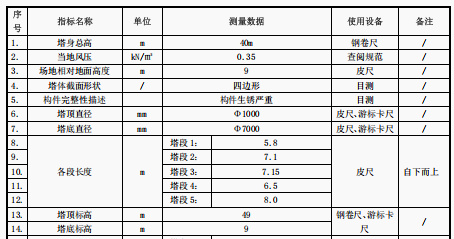 序号 指标名称 单位 测量数据 使用设备 备注
1. 塔身总高 m 40m 钢卷尺 /
2. 当地风压 kN/㎡ 0.35 查阅规范 /
3. 场地相对地面高度 m 9 皮尺 /
4. 塔体截面形状 / 四边形 目测 /
5. 构件完整性描述 构件生锈严重 目测 /
6. 塔顶直径 mm Φ1000 皮尺、游标卡尺 /
7. 塔底直径 mm Φ7000 皮尺、游标卡尺 /
8. 各段长度 m 塔段 1： 5.8 皮尺 自下而上
9. 塔段 2： 7.1
10. 塔段 3： 7.15
11. 塔段 4： 6.5
12. 塔段 5： 8.0
13. 塔顶标高 m 49 钢卷尺、游标卡尺 /
14. 塔底标高 m 9